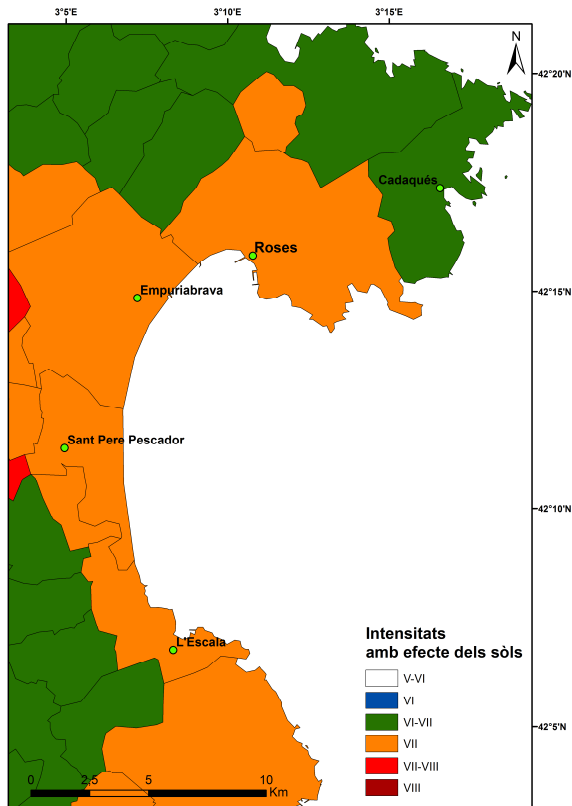 3°5'E
3°10'E
3°15'E
N
42°20'N
Cadaqués
Roses
42°15'N
Empuriabrava
Sant Pere Pescador
42°10'N
L'Escala
Intensitats
amb efecte dels sòls
V-VI
VI
VI-VII
VII
VII-VIII
VIII
42°5'N
0 2,5 5 10
Km